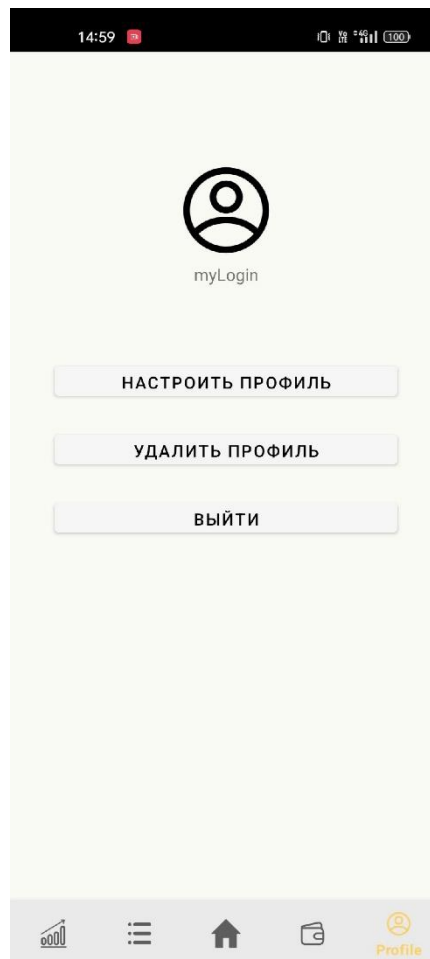 14:59
100
myLogin
НАСТРОИТЬ ПРОФИЛЬ
УДАЛИТЬ ПРОФИЛЬ
ВЫЙТИ
Profile